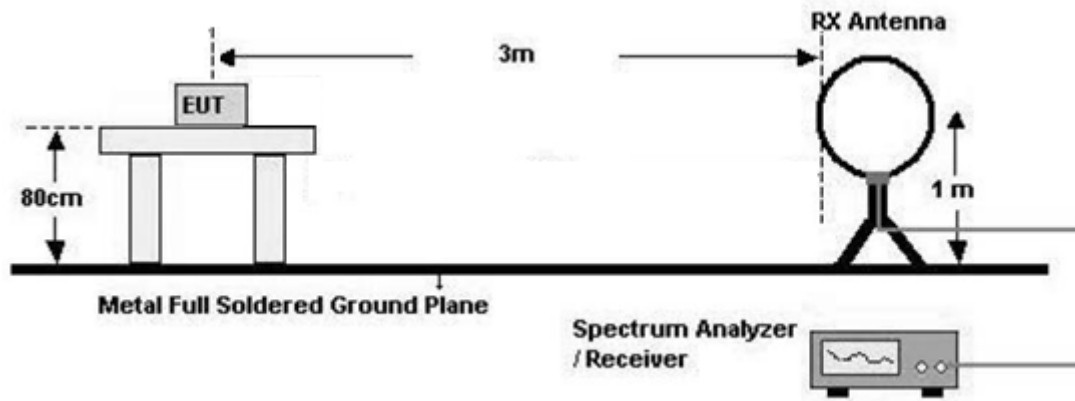 RX Antenna
3m
EUT
80cm
1 m
Metal Full Soldered Ground Plane
Spectrum Analyzer
/ Receiver